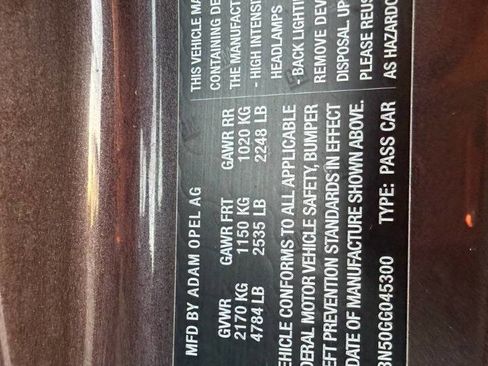 MFD BY ADAM OPEL AG
GVWR GAWR FRT GAWR RR
2170 KG 1150 KG 1020 KG
4784 LB 2535 LB 2248 LB
EHICLE CONFORMS TO ALL APPLICABLE
DERAL MOTOR VEHICLE SAFETY, BUMPER
EFT PREVENTION STANDARDS IN EFFECT
DATE OF MANUFACTURE SHOWN ABOVE.
BN50GG045300 TYPE: PASS CAR
THIS VEHICLE MA
CONTAINING DE
THE MANUFACT
- HIGH INTENSI
HEADLAMPS
- BACK LIGHTI
REMOVE DEV
DISPOSAL UP
PLEASE REUS
AS HAZARDO